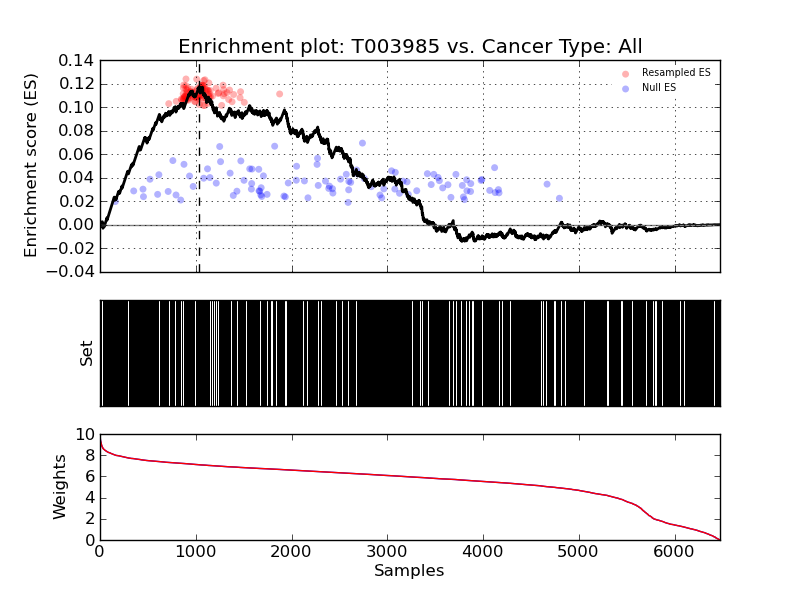 Enrichment plot: T003985 vs. Cancer Type: All
Enrichment score (ES)
0.14
0.12
0.10
0.08
0.06
0.04
0.02
0.00
−0.02
−0.04
Resampled ES
Null ES
Set
Weights
10
8
6
4
2
0
0 1000 2000 3000 4000 5000 6000
Samples